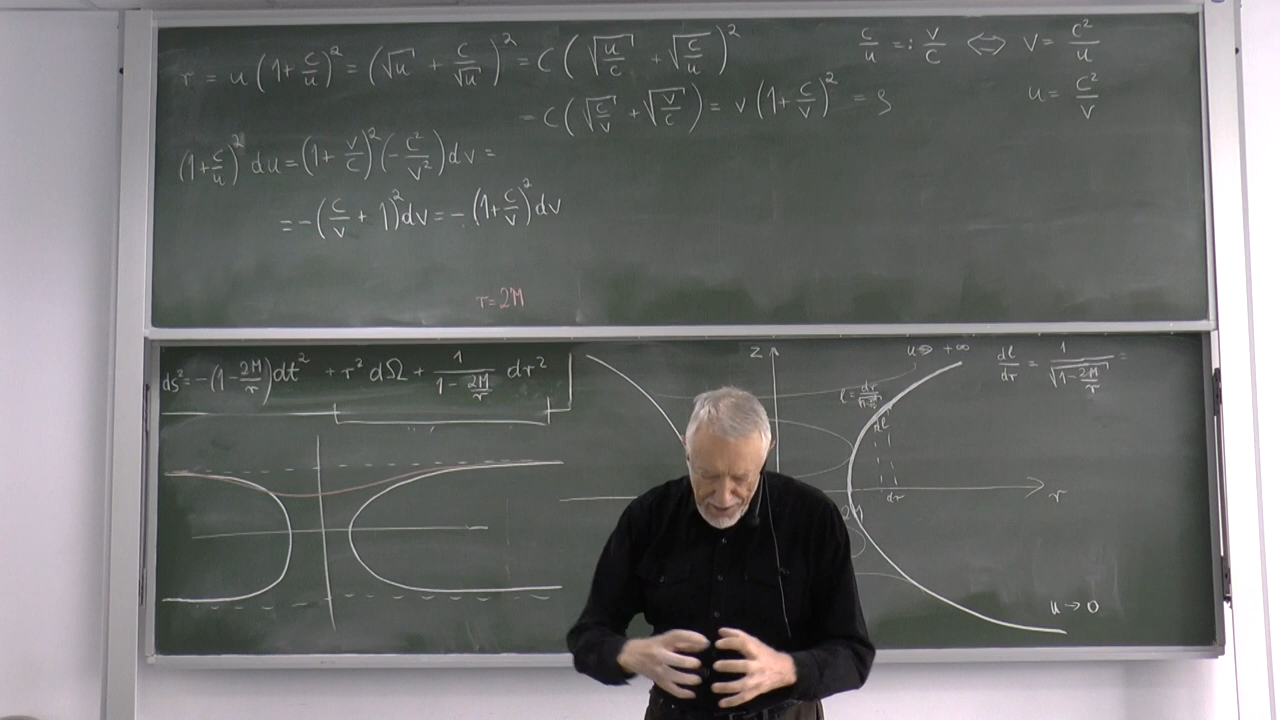 r = u(1+c/u)² = (√u + c/√u)² = c(√(u/c) + √(c/u))²
c/u =: v/c ⟺ v = c²/u
= c(√(c/v) + √(v/c)) = v(1+c/v)² = ρ
u = c²/v
(1+c/u)² du = (1+v/c)²(-c²/v²)dv =
= -(c/v + 1)² dv = -(1+c/v)² dv
r=2M
ds² = -(1-2M/r)dt² + r² dΩ + 1/(1-2M/r) dr²
z
u → +∞
dl/dr = 1/√(1-2M/r) =
dl
r
dr
2M
u → 0